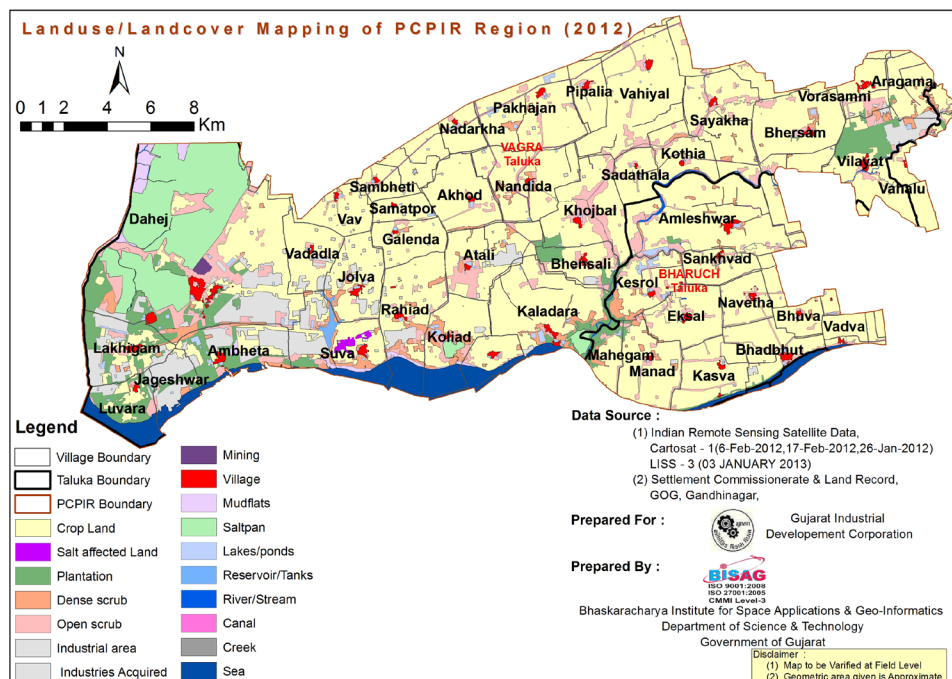 Landuse/Landcover Mapping of PCPIR Region (2012)
N
0 1 2 4 6 8
Km
Aragama
Pipalia
Vahiyal
Vorasamni
Pakhajan
Sayakha
Nadarkha
Bhersam
VAGRA
Taluka
Kothia
Vilayat
Sadathala
Sambheti
Nandida
Vahalu
Akhod
Samatpor
Dahej
Vav
Khojbal
Amleshwar
Galenda
Vadadla
Atali
Sankhvad
Bhensali
Jolva
BHARUCH
Taluka
Kesrol
Navetha
Rahiad
Kaladara
Eksal
Bhuva
Vadva
Koliad
Lakhigam
Ambheta
Suva
Mahegam
Bhadbhut
Manad
Kasva
Jageshwar
Luvara
Legend
Village Boundary
Taluka Boundary
PCPIR Boundary
Crop Land
Salt affected Land
Plantation
Dense scrub
Open scrub
Industrial area
Industries Acquired
Mining
Village
Mudflats
Saltpan
Lakes/ponds
Reservoir/Tanks
River/Stream
Canal
Creek
Sea
Data Source :
(1) Indian Remote Sensing Satellite Data,
Cartosat - 1(6-Feb-2012,17-Feb-2012,26-Jan-2012)
LISS - 3 (03 JANUARY 2013)
(2) Settlement Commissionerate & Land Record,
GOG, Gandhinagar,
Prepared For :
Gujarat Industrial
Developement Corporation
Prepared By :
BISAG
ISO 9001:2008
ISO 27001:2005
CMMI Level-3
Bhaskaracharya Institute for Space Applications & Geo-Informatics
Department of Science & Technology
Government of Gujarat
Disclaimer :
(1) Map to be Varified at Field Level
(2) Geometric area given is Approximate